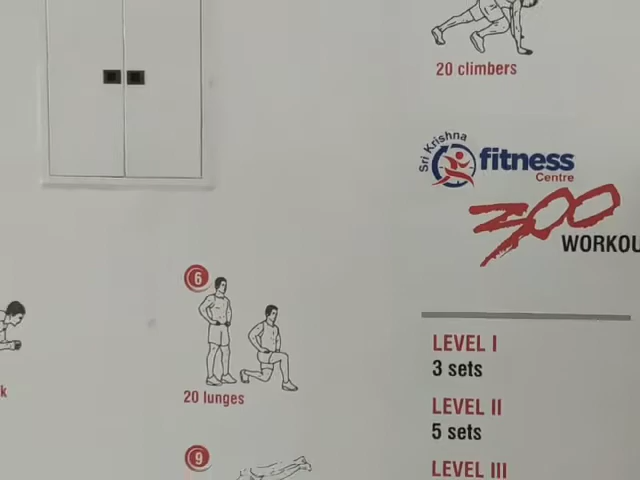 20 climbers
Sri Krishna
fitness
Centre
300
6
20 lunges
LEVEL I
3 sets
LEVEL II
5 sets
9
LEVEL III